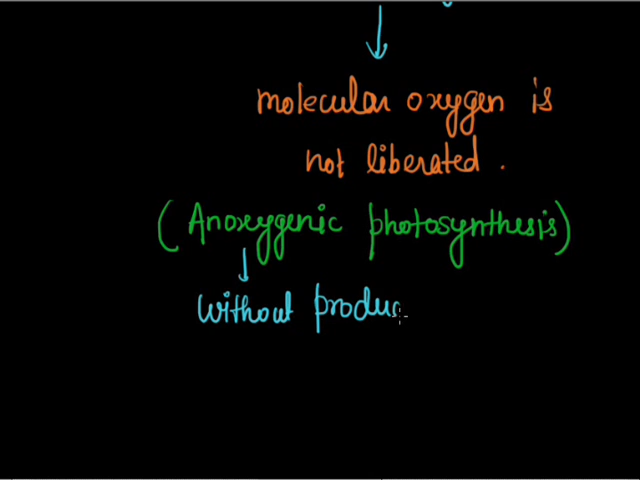 molecular oxygen is
not liberated .
(Anoxygenic photosynthesis)
Without produc